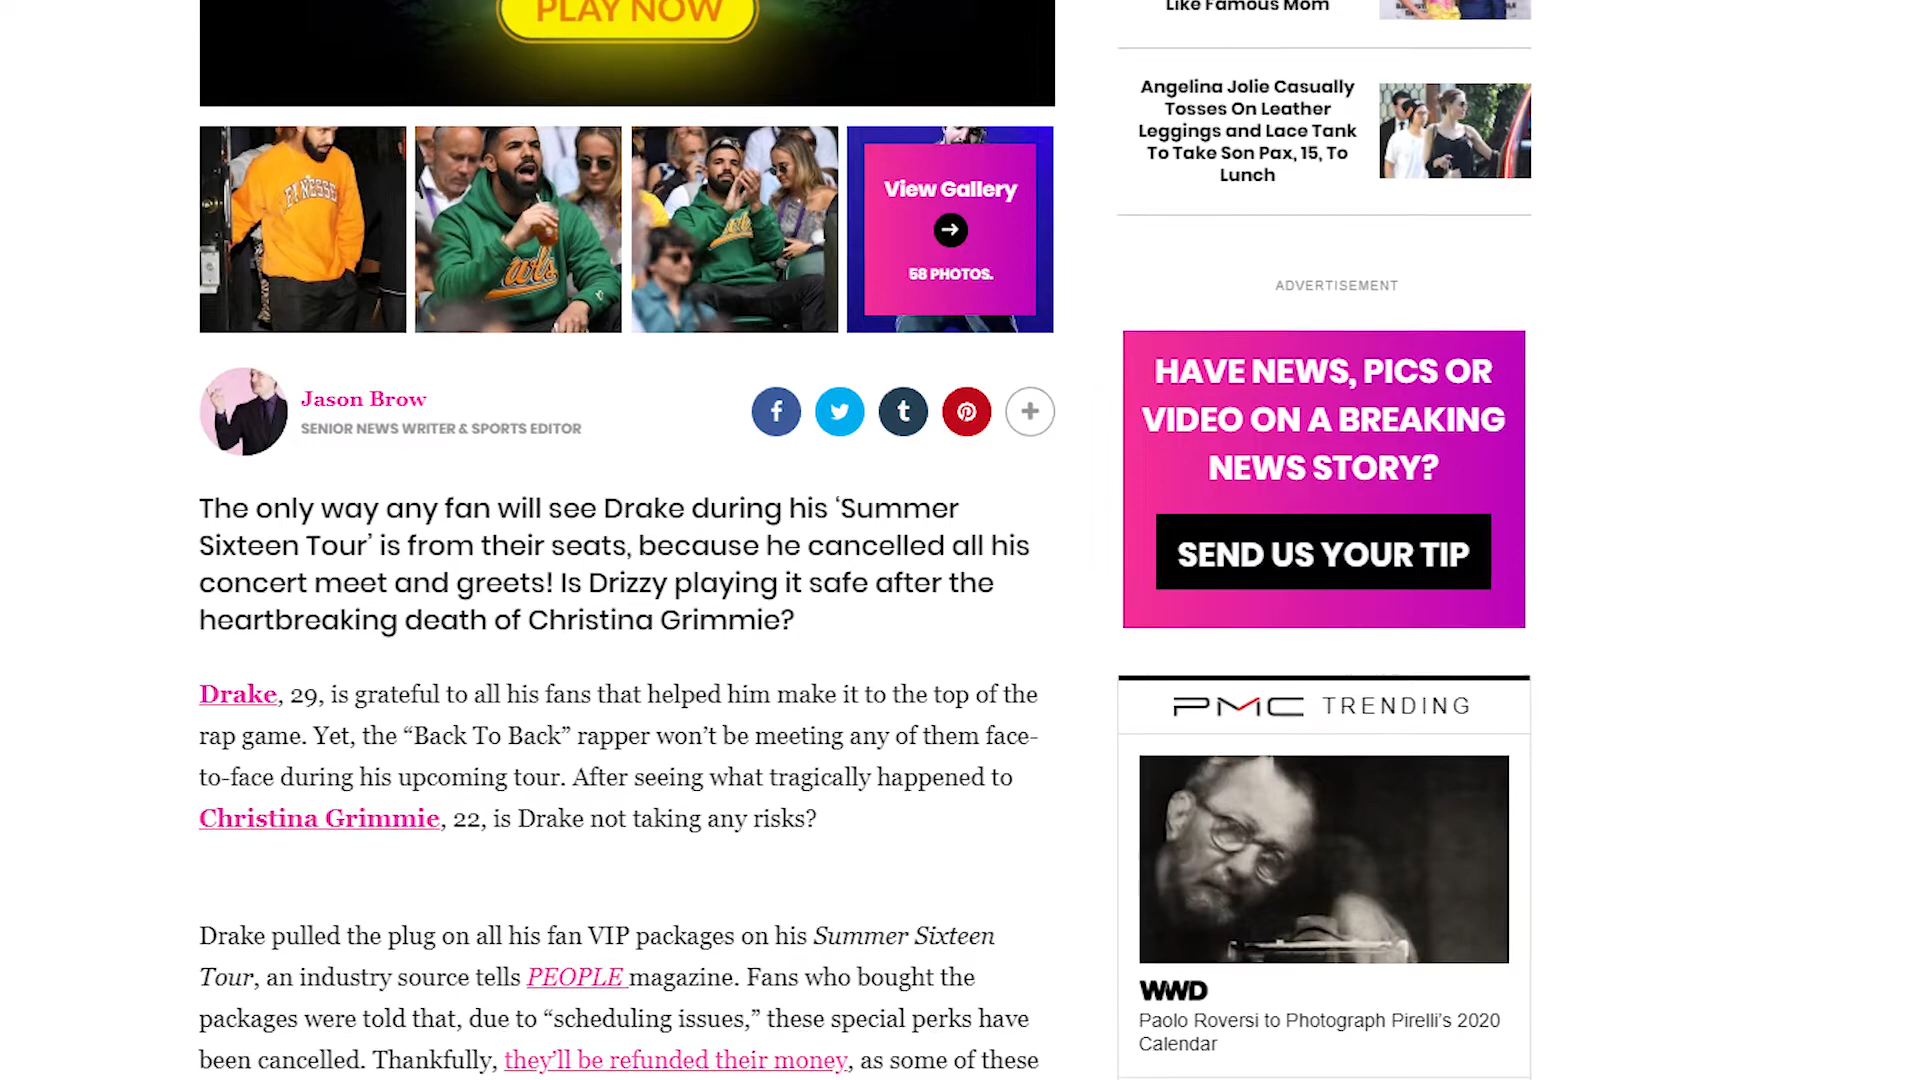 PLAY NOW
View Gallery
58 PHOTOS.
Jason Brow
SENIOR NEWS WRITER & SPORTS EDITOR
The only way any fan will see Drake during his ‘Summer
Sixteen Tour’ is from their seats, because he cancelled all his
concert meet and greets! Is Drizzy playing it safe after the
heartbreaking death of Christina Grimmie?
Drake, 29, is grateful to all his fans that helped him make it to the top of the
rap game. Yet, the “Back To Back” rapper won’t be meeting any of them face-
to-face during his upcoming tour. After seeing what tragically happened to
Christina Grimmie, 22, is Drake not taking any risks?
Drake pulled the plug on all his fan VIP packages on his Summer Sixteen
Tour, an industry source tells PEOPLE magazine. Fans who bought the
packages were told that, due to “scheduling issues,” these special perks have
been cancelled. Thankfully, they’ll be refunded their money, as some of these
Like Famous Mom
Angelina Jolie Casually
Tosses On Leather
Leggings and Lace Tank
To Take Son Pax, 15, To
Lunch
ADVERTISEMENT
HAVE NEWS, PICS OR
VIDEO ON A BREAKING
NEWS STORY?
SEND US YOUR TIP
PMC TRENDING
WWD
Paolo Roversi to Photograph Pirelli’s 2020
Calendar